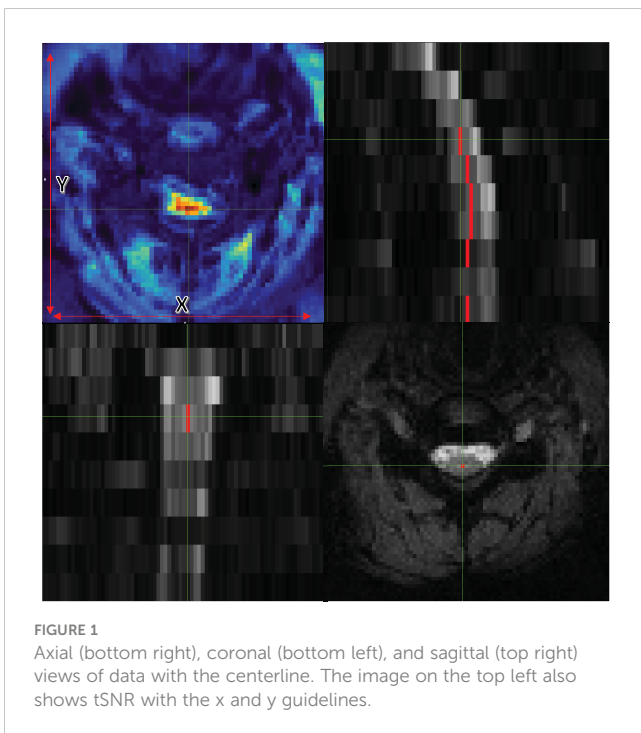 Y
X
FIGURE 1
Axial (bottom right), coronal (bottom left), and sagittal (top right)
views of data with the centerline. The image on the top left also
shows tSNR with the x and y guidelines.